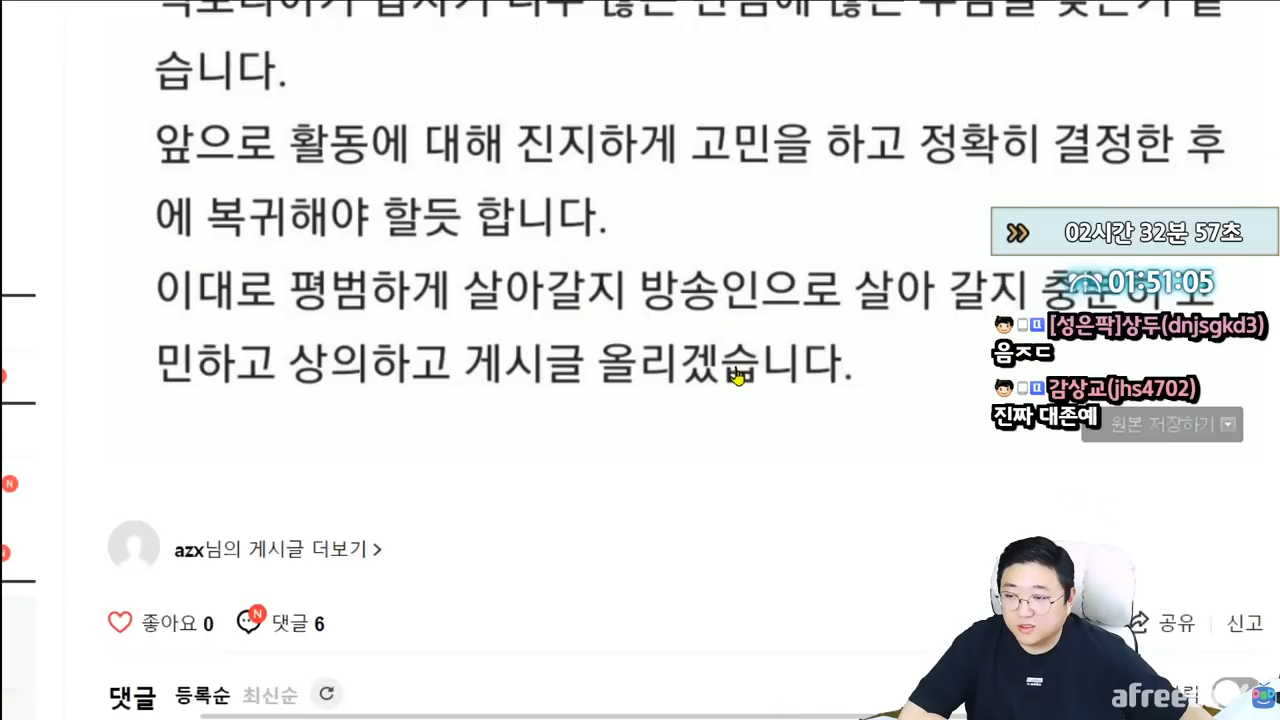 습니다.
앞으로 활동에 대해 진지하게 고민을 하고 정확히 결정한 후
에 복귀해야 할듯 합니다.
이대로 평범하게 살아갈지 방송인으로 살아 갈지
민하고 상의하고 게시글 올리겠습니다.
02시간 32분 57초
01:51:05
[성은팍]상두(dnjsgkd3)
음ㅈㄷ
감상교(jhs4702)
진짜 대존예
원본 저장하기
azx님의 게시글 더보기 >
좋아요 0 N 댓글 6
공유 신고
댓글 등록순 최신순
N